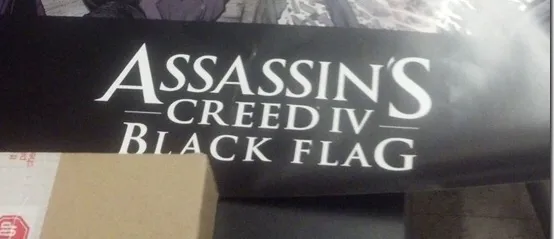 ASSASSIN'S
CREED IV
BLACK FLAG